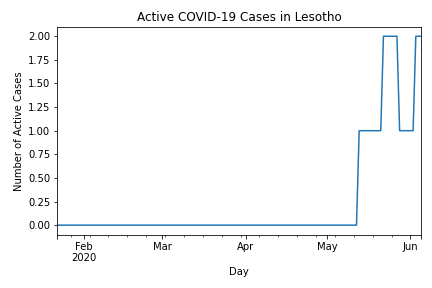 Active COVID-19 Cases in Lesotho
2.00
1.75
1.50
1.25
1.00
0.75
0.50
0.25
0.00
Number of Active Cases
Feb
2020
Mar
Apr
May
Jun
Day